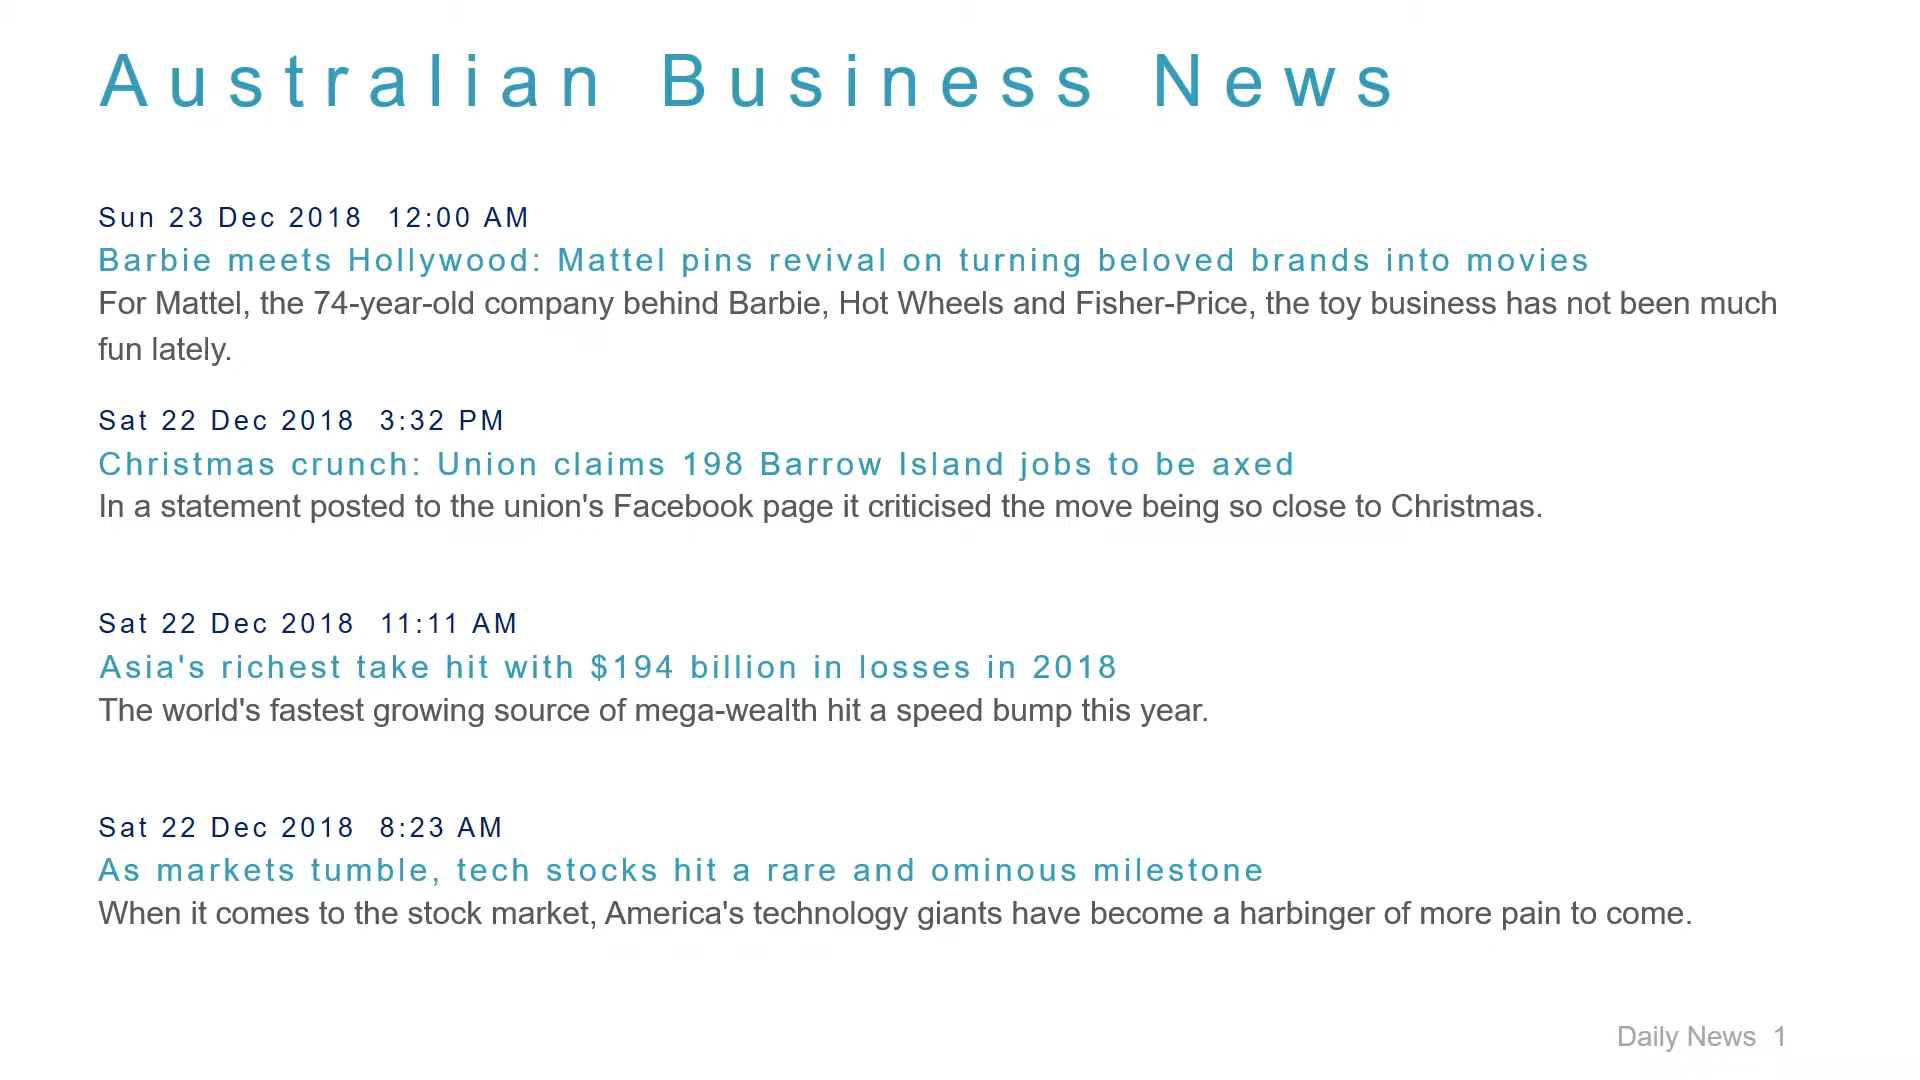 Australian Business News
Sun 23 Dec 2018 12:00 AM
Barbie meets Hollywood: Mattel pins revival on turning beloved brands into movies
For Mattel, the 74-year-old company behind Barbie, Hot Wheels and Fisher-Price, the toy business has not been much
fun lately.
Sat 22 Dec 2018 3:32 PM
Christmas crunch: Union claims 198 Barrow Island jobs to be axed
In a statement posted to the union's Facebook page it criticised the move being so close to Christmas.
Sat 22 Dec 2018 11:11 AM
Asia's richest take hit with $194 billion in losses in 2018
The world's fastest growing source of mega-wealth hit a speed bump this year.
Sat 22 Dec 2018 8:23 AM
As markets tumble, tech stocks hit a rare and ominous milestone
When it comes to the stock market, America's technology giants have become a harbinger of more pain to come.
Daily News 1